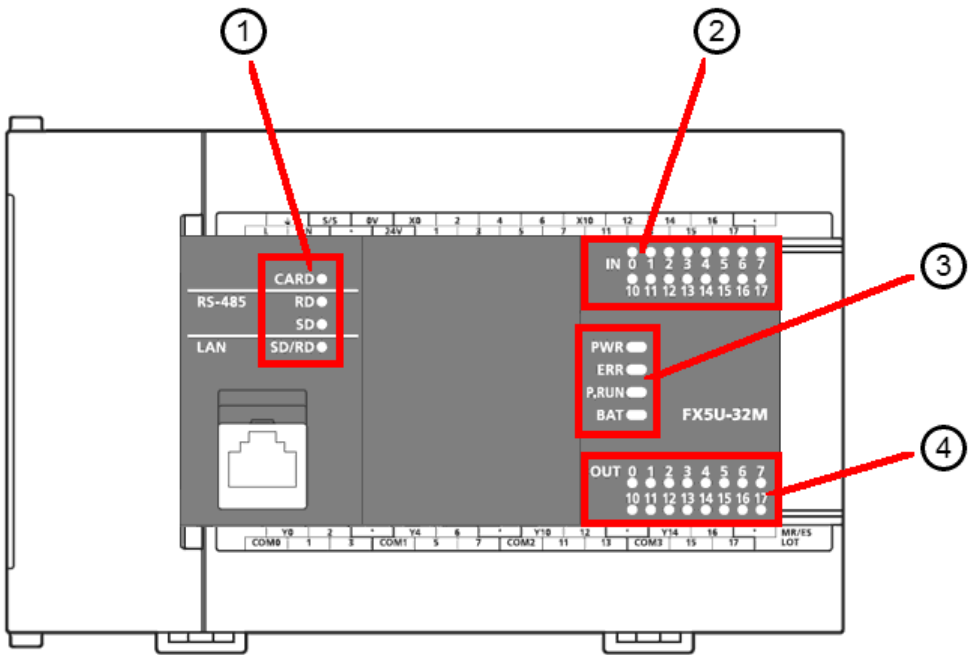 1 2
S/S 0V X0 2 4 6 X10 12 14 16 ·
L N · 24V 1 3 5 7 11 15 17
IN 0 1 2 3 4 5 6 7
10 11 12 13 14 15 16 17
3
CARD
RS-485 RD
SD
LAN SD/RD
PWR
ERR
P.RUN
BAT FX5U-32M
4
OUT 0 1 2 3 4 5 6 7
10 11 12 13 14 15 16 17
Y0 2 · Y4 6 · Y10 12 · Y14 16 · MR/ES
COM0 1 3 COM1 5 7 COM2 11 13 COM3 15 17 LOT